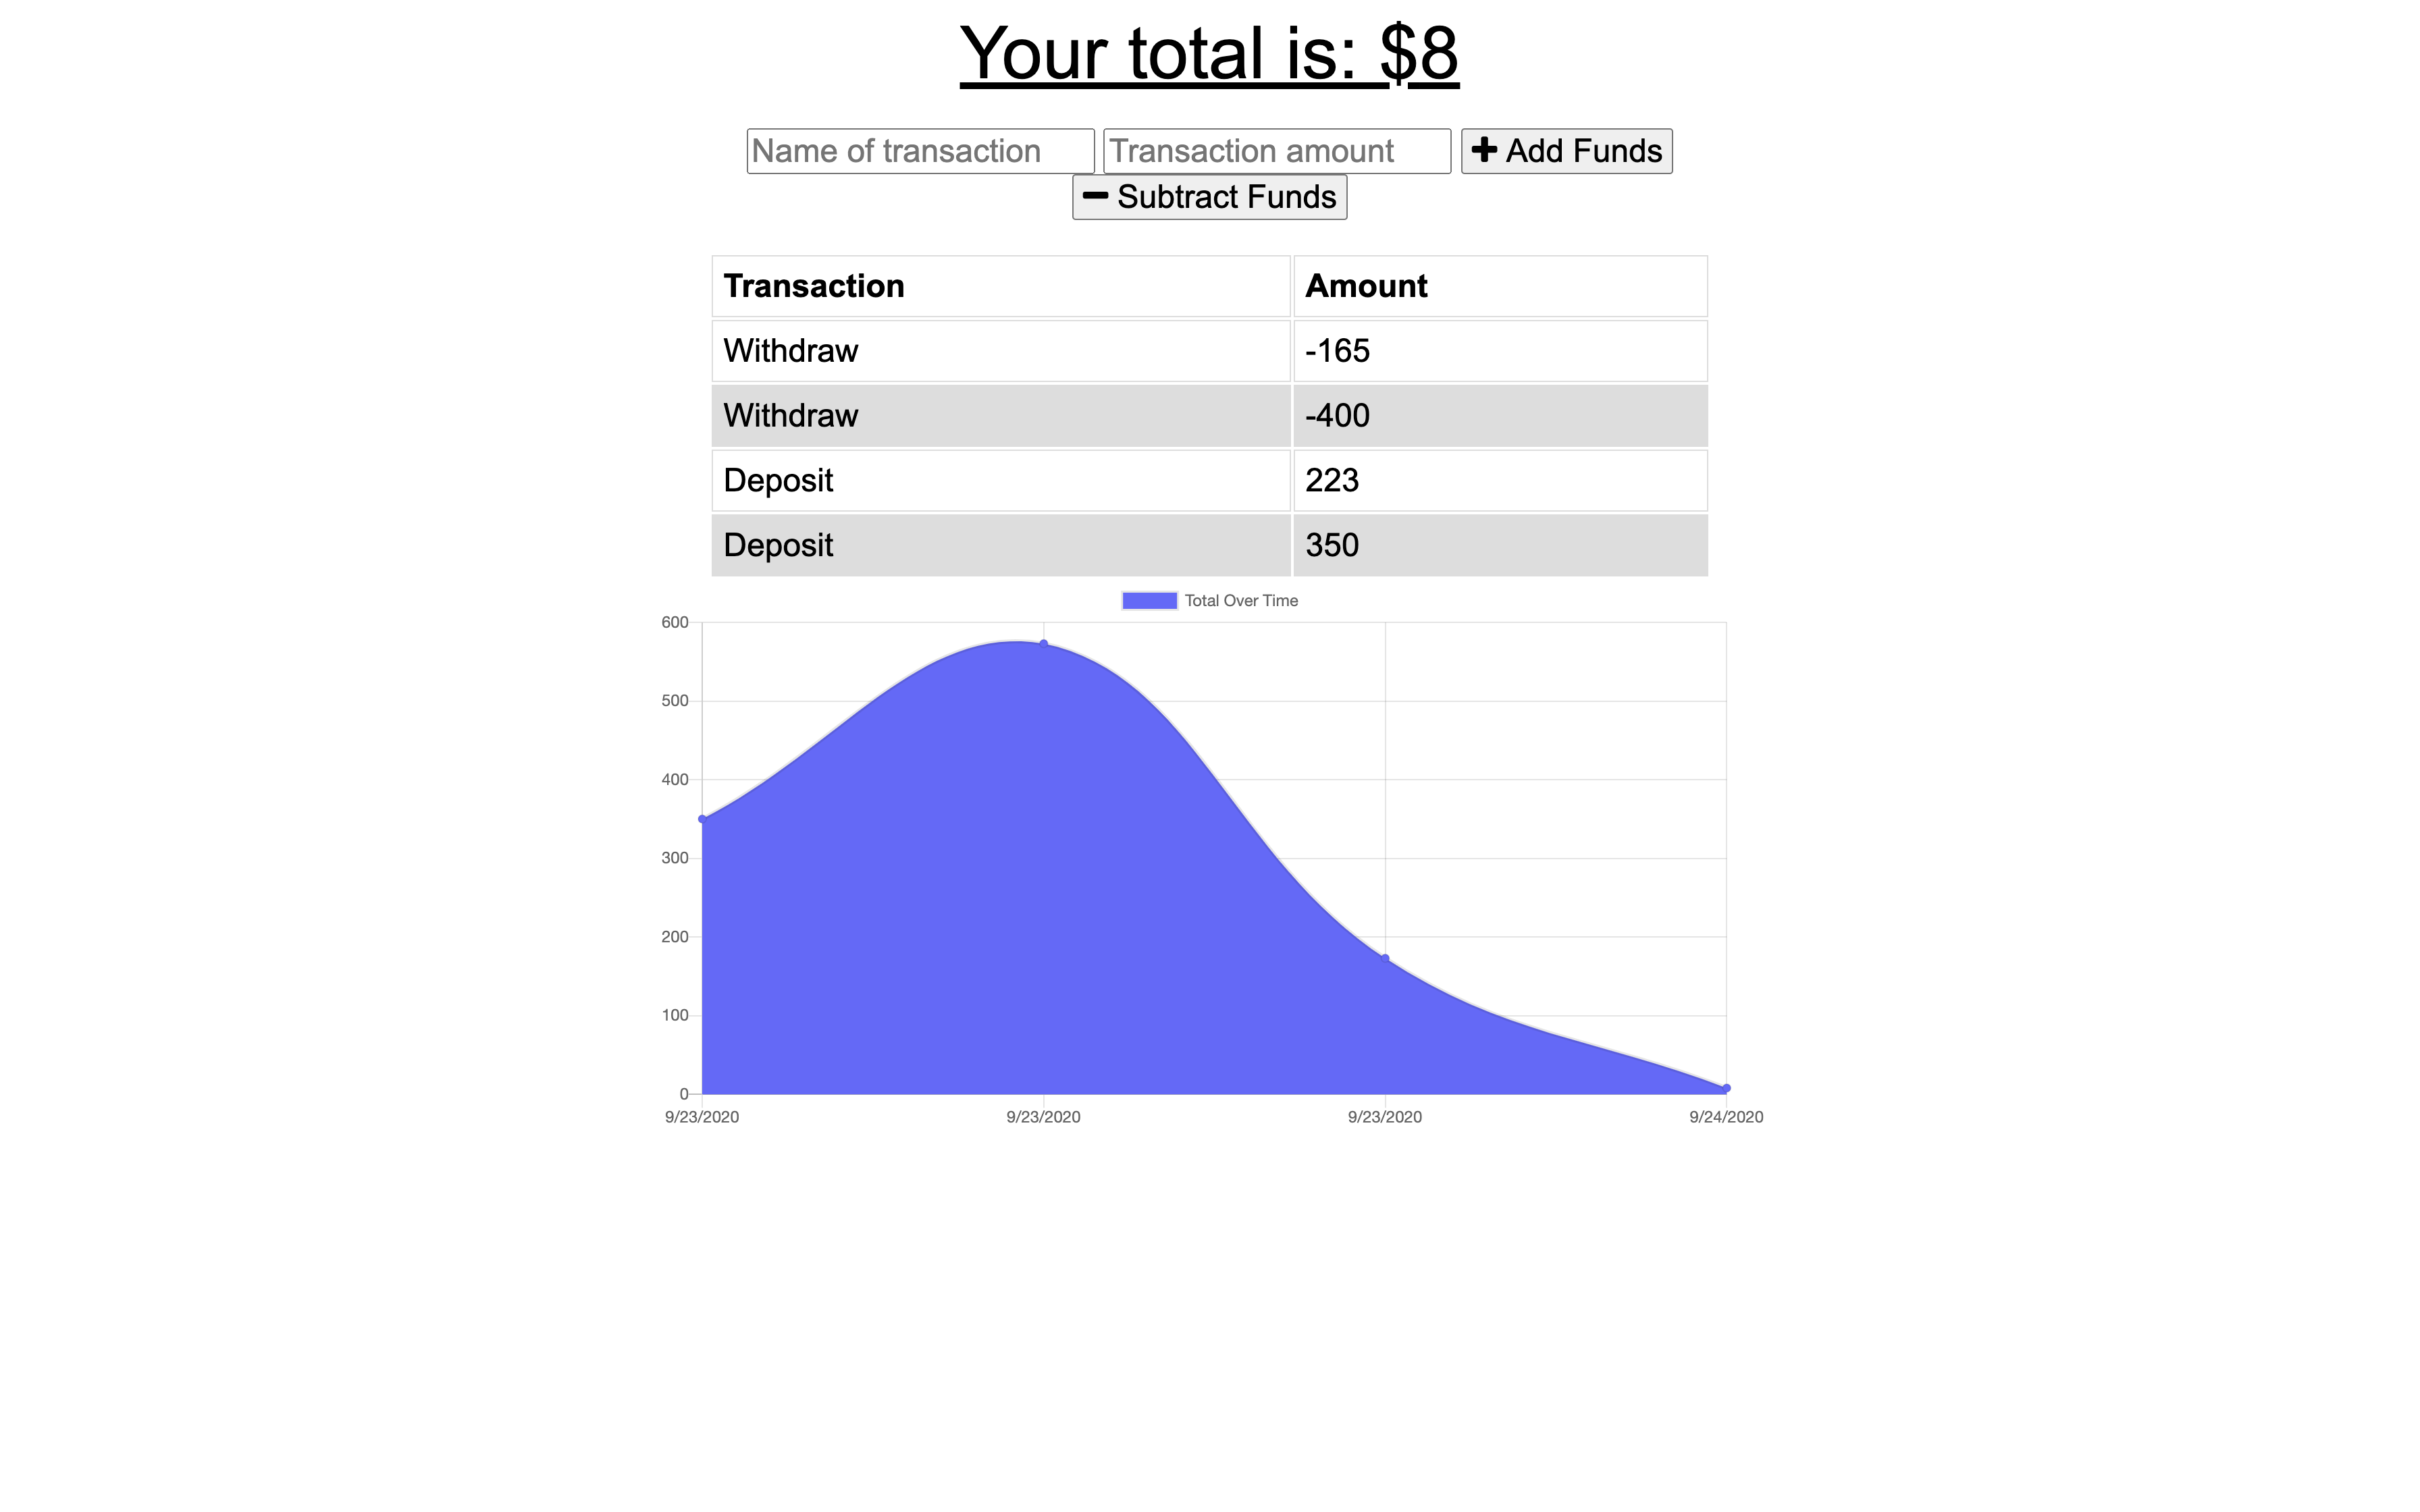 Your total is: $8
Name of transaction Transaction amount Add Funds
Subtract Funds
Transaction Amount
Withdraw -165
Withdraw -400
Deposit 223
Deposit 350
Total Over Time
600
500
400
300
200
100
0
9/23/2020 9/23/2020 9/23/2020 9/24/2020